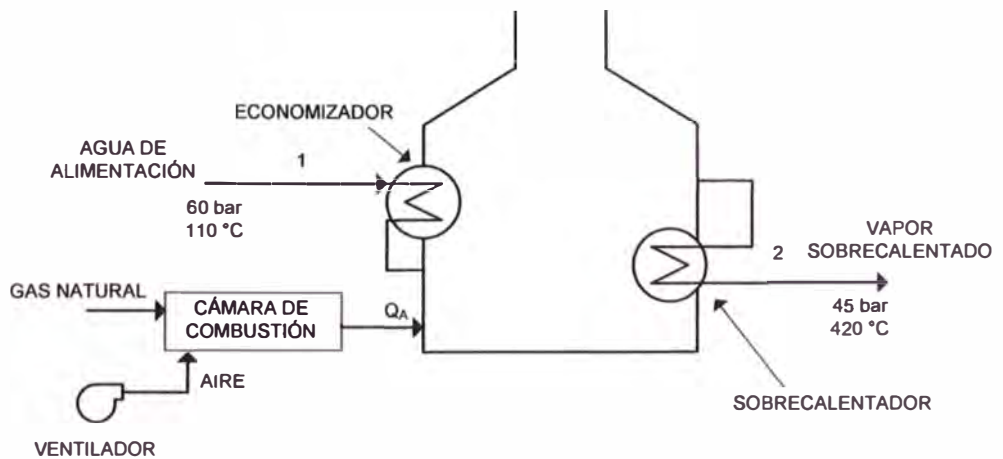 ECONOMIZADOR
AGUA DE
ALIMENTACIÓN
1
60 bar
110 °C
VAPOR
SOBRECALENTADO
2
45 bar
420 °C
GAS NATURAL
CÁMARA DE
COMBUSTIÓN
QA
AIRE
SOBRECALENTADOR
VENTILADOR